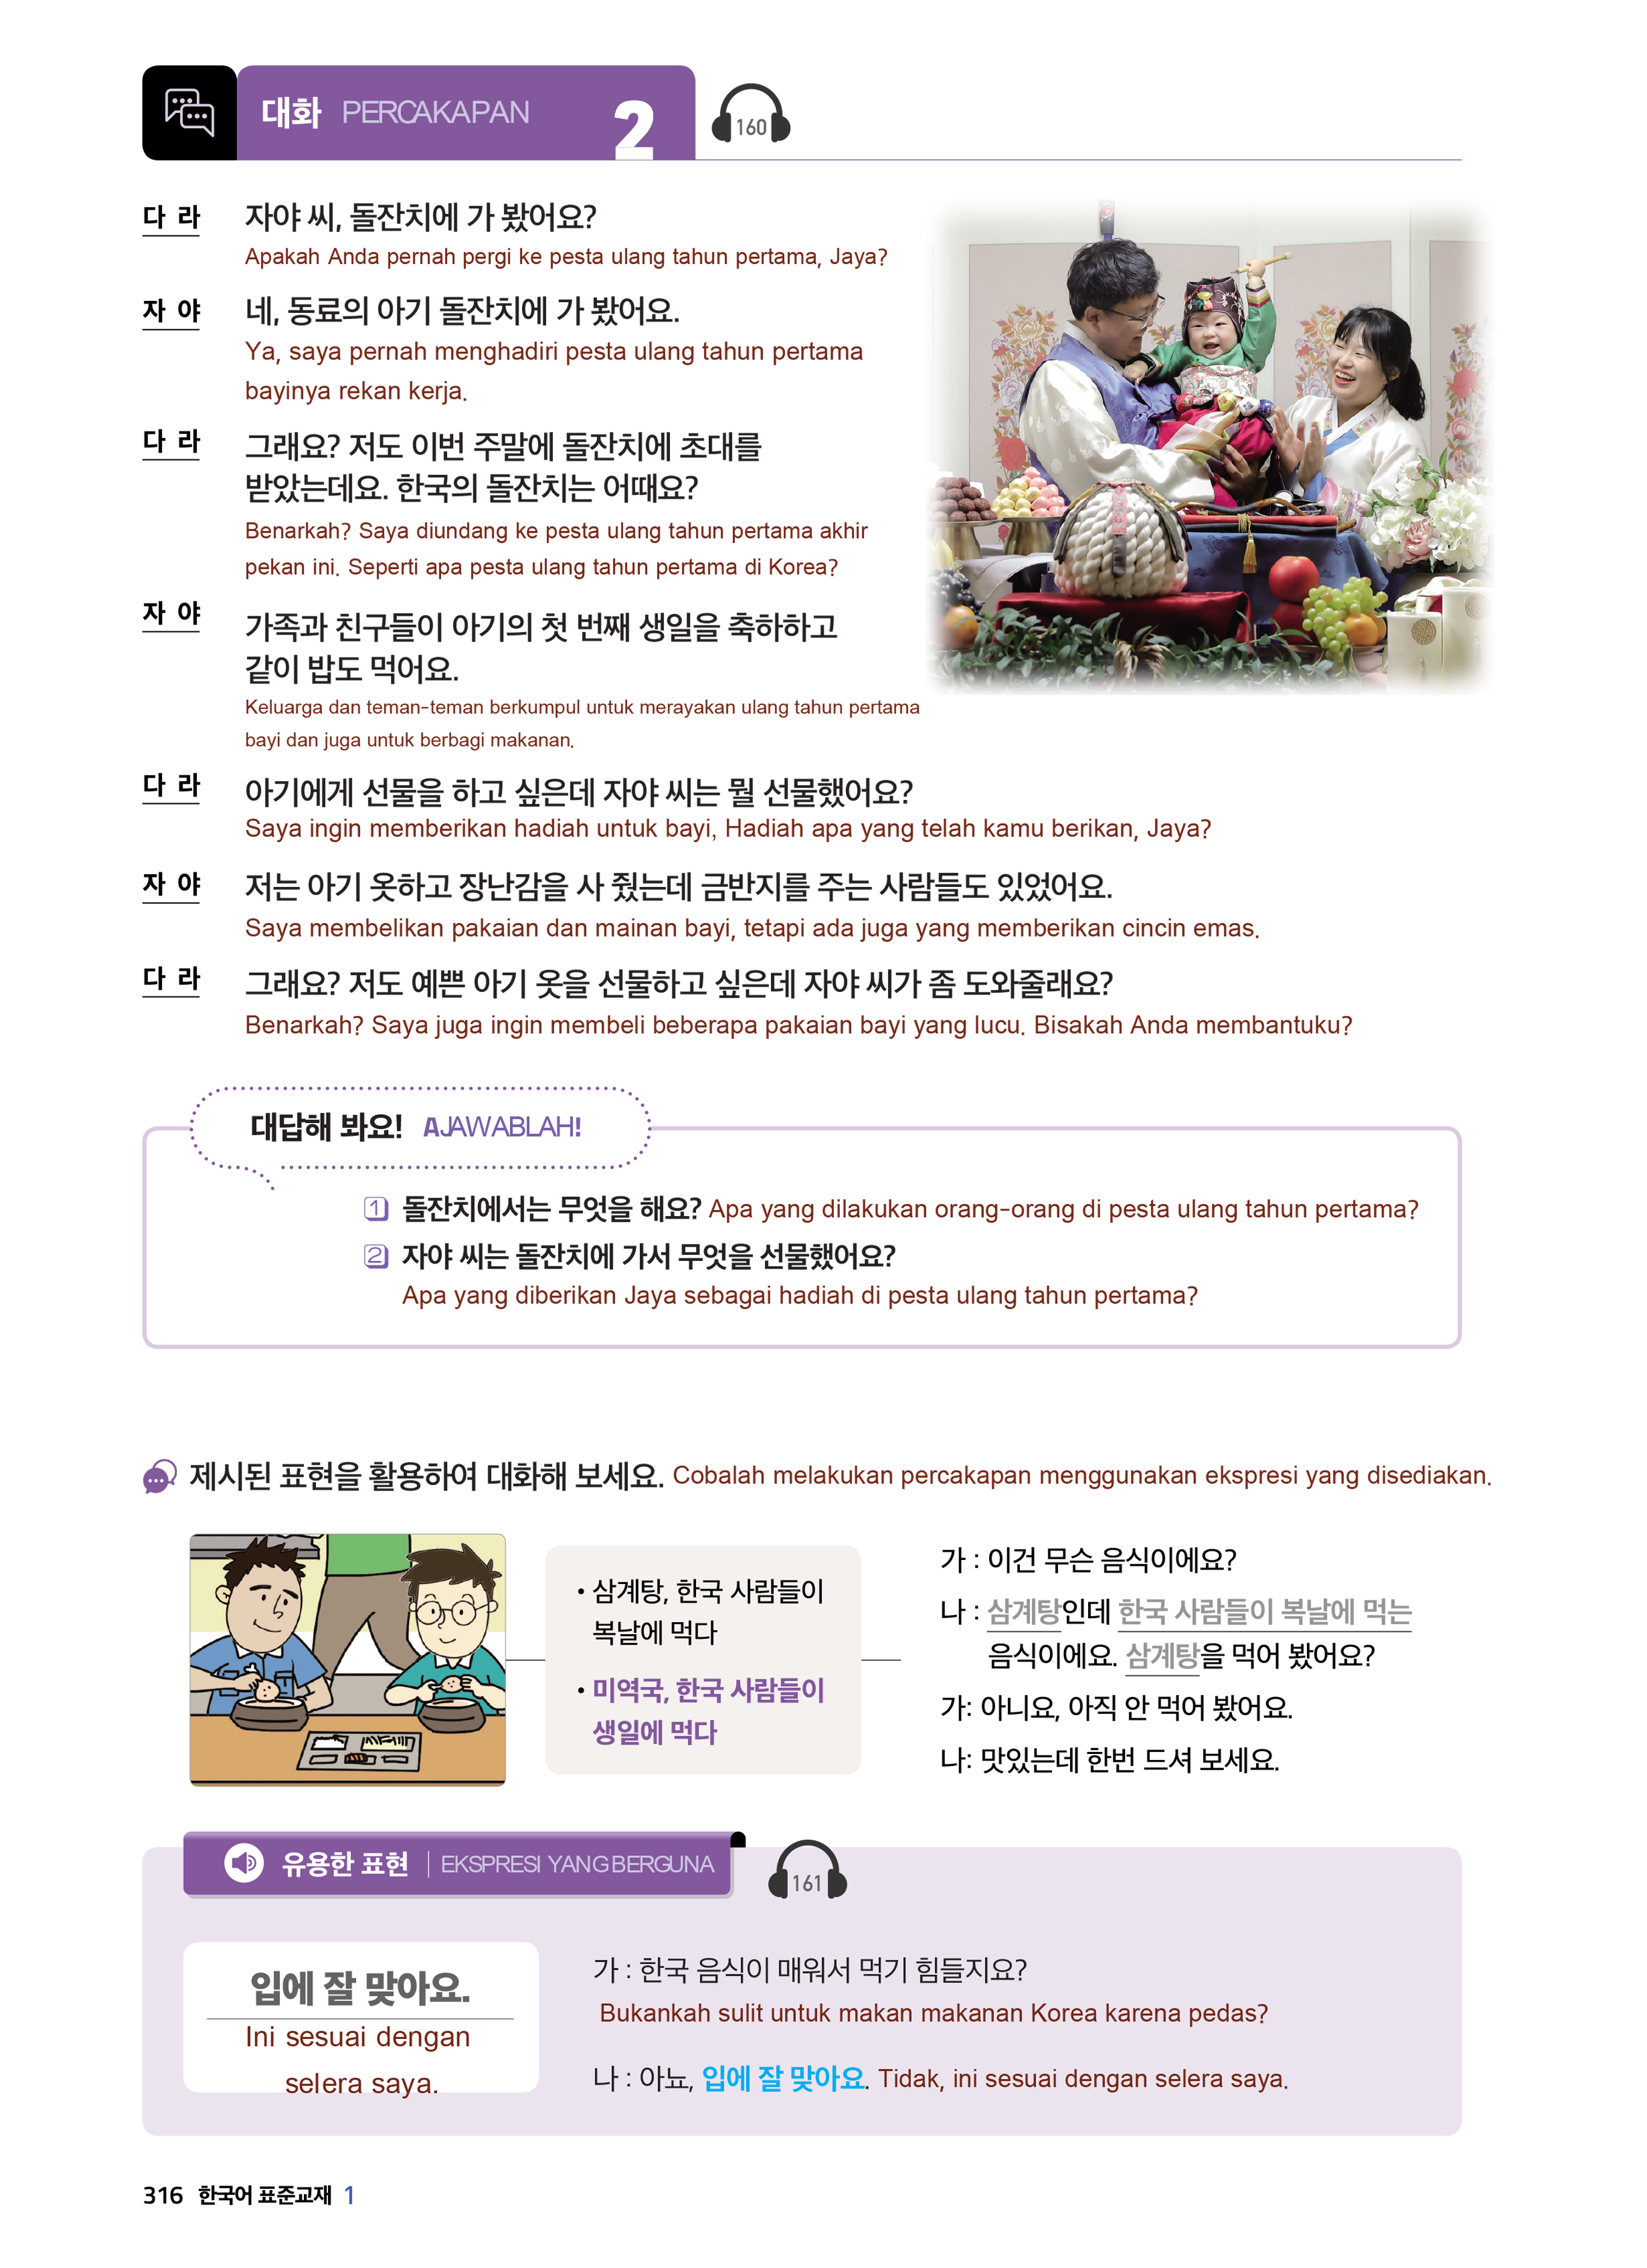 대화 PERCAKAPAN 2
160
다 라 자야 씨, 돌잔치에 가 봤어요?
Apakah Anda pernah pergi ke pesta ulang tahun pertama, Jaya?
자 야 네, 동료의 아기 돌잔치에 가 봤어요.
Ya, saya pernah menghadiri pesta ulang tahun pertama
bayinya rekan kerja.
다 라 그래요? 저도 이번 주말에 돌잔치에 초대를
받았는데요. 한국의 돌잔치는 어때요?
Benarkah? Saya diundang ke pesta ulang tahun pertama akhir
pekan ini. Seperti apa pesta ulang tahun pertama di Korea?
자 야 가족과 친구들이 아기의 첫 번째 생일을 축하하고
같이 밥도 먹어요.
Keluarga dan teman-teman berkumpul untuk merayakan ulang tahun pertama
bayi dan juga untuk berbagi makanan.
다 라 아기에게 선물을 하고 싶은데 자야 씨는 뭘 선물했어요?
Saya ingin memberikan hadiah untuk bayi, Hadiah apa yang telah kamu berikan, Jaya?
자 야 저는 아기 옷하고 장난감을 사 줬는데 금반지를 주는 사람들도 있었어요.
Saya membelikan pakaian dan mainan bayi, tetapi ada juga yang memberikan cincin emas.
다 라 그래요? 저도 예쁜 아기 옷을 선물하고 싶은데 자야 씨가 좀 도와줄래요?
Benarkah? Saya juga ingin membeli beberapa pakaian bayi yang lucu. Bisakah Anda membantuku?
대답해 봐요! AJAWABLAH!
1 돌잔치에서는 무엇을 해요? Apa yang dilakukan orang-orang di pesta ulang tahun pertama?
2 자야 씨는 돌잔치에 가서 무엇을 선물했어요?
Apa yang diberikan Jaya sebagai hadiah di pesta ulang tahun pertama?
제시된 표현을 활용하여 대화해 보세요. Cobalah melakukan percakapan menggunakan ekspresi yang disediakan.
• 삼계탕, 한국 사람들이
복날에 먹다
• 미역국, 한국 사람들이
생일에 먹다
가 : 이건 무슨 음식이에요?
나 : 삼계탕인데 한국 사람들이 복날에 먹는
음식이에요. 삼계탕을 먹어 봤어요?
가: 아니요, 아직 안 먹어 봤어요.
나: 맛있는데 한번 드셔 보세요.
유용한 표현 | EKSPRESI YANG BERGUNA
161
입에 잘 맞아요.
Ini sesuai dengan
selera saya.
가 : 한국 음식이 매워서 먹기 힘들지요?
Bukankah sulit untuk makan makanan Korea karena pedas?
나 : 아뇨, 입에 잘 맞아요. Tidak, ini sesuai dengan selera saya.
316 한국어 표준교재 1